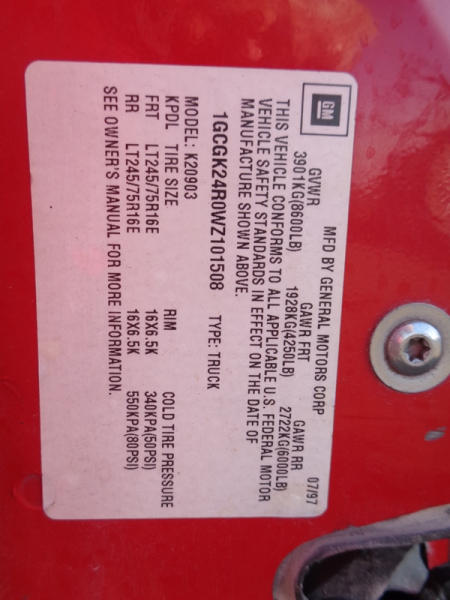 GM
MFD BY GENERAL MOTORS CORP 07/97
GVWR GAWR FRT GAWR RR
3901KG(8600LB) 1928KG(4250LB) 2722KG(6000LB)
THIS VEHICLE CONFORMS TO ALL APPLICABLE U.S. FEDERAL MOTOR
VEHICLE SAFETY STANDARDS IN EFFECT ON THE DATE OF
MANUFACTURE SHOWN ABOVE.
1GCGK24R0WZ101508 TYPE: TRUCK
MODEL: K20903
KPDL TIRE SIZE RIM COLD TIRE PRESSURE
FRT LT245/75R16E 16X6.5K 340KPA(50PSI)
RR LT245/75R16E 16X6.5K 550KPA(80PSI)
SEE OWNER'S MANUAL FOR MORE INFORMATION.